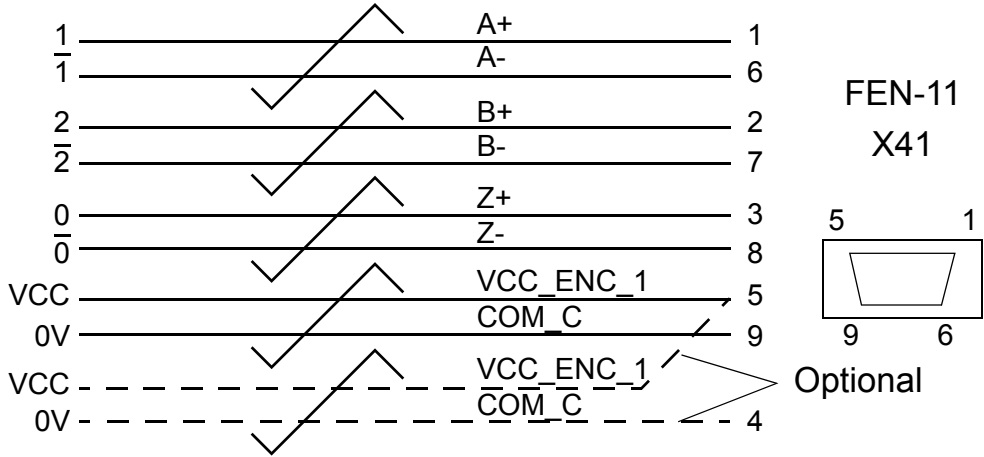 1 A+ 1
1̅ A- 6
2 B+ 2
2̅ B- 7
0 Z+ 3
0̅ Z- 8
VCC VCC_ENC_1 5
0V COM_C 9
VCC VCC_ENC_1
0V COM_C 4
Optional
FEN-11
X41
5 1
9 6